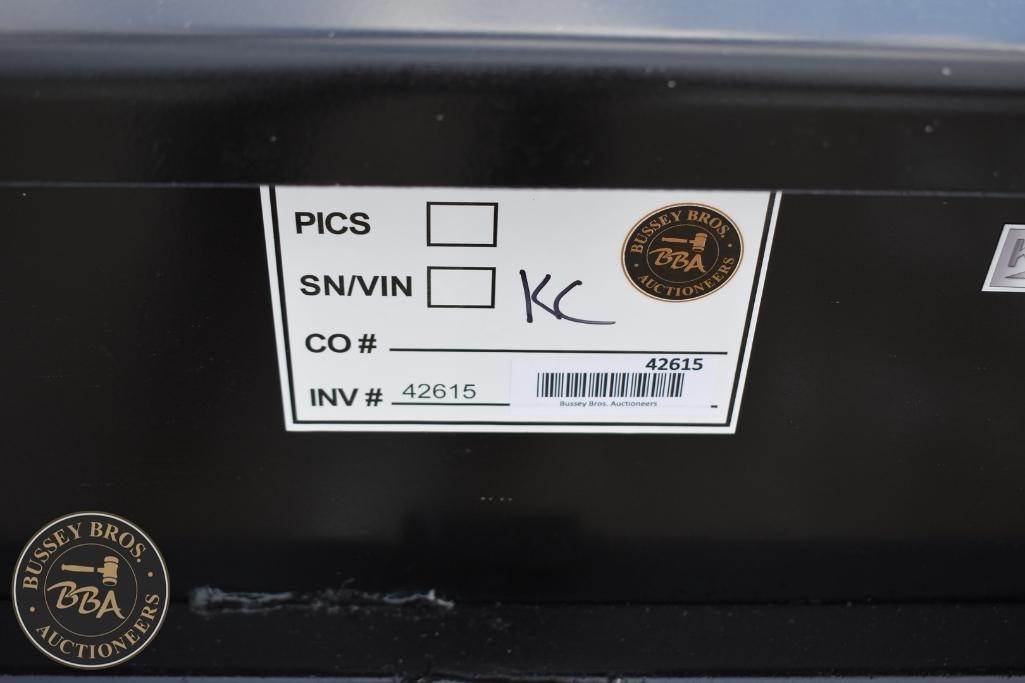 PICS
BUSSEY BROS.
BBA
AUCTIONEERS
SN/VIN
KC
CO #
42615
INV # 42615
Bussey Bros. Auctioneers
BUSSEY BROS.
BBA
AUCTIONEERS